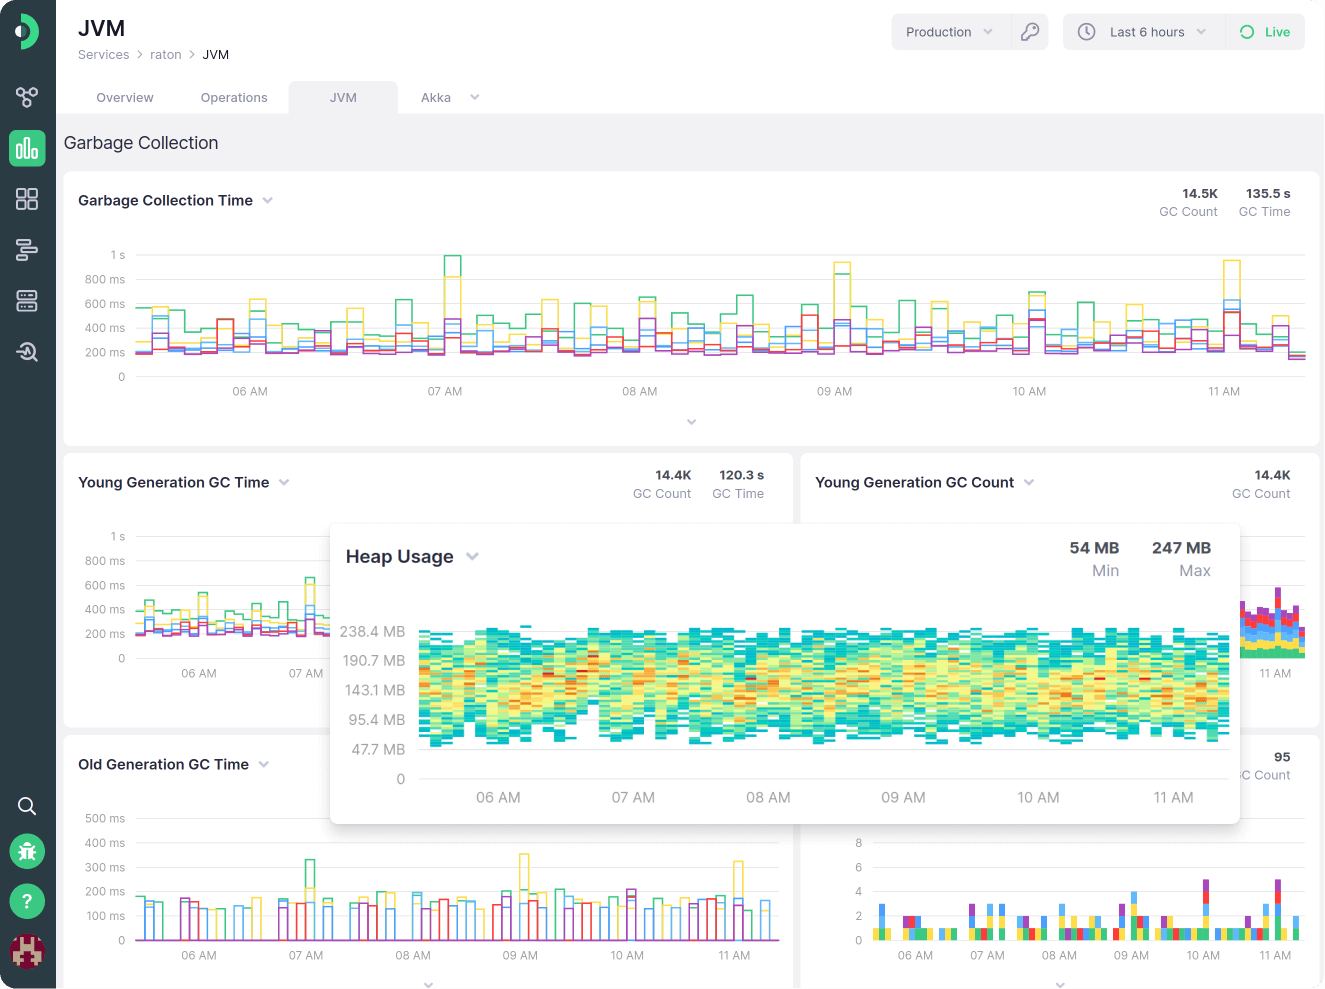 JVM
Services > raton > JVM
Production
Last 6 hours
Live
Overview
Operations
JVM
Akka
Garbage Collection
Garbage Collection Time
14.5K
GC Count
135.5 s
GC Time
1 s
800 ms
600 ms
400 ms
200 ms
0
06 AM
07 AM
08 AM
09 AM
10 AM
11 AM
Young Generation GC Time
14.4K
GC Count
120.3 s
GC Time
1 s
800 ms
600 ms
400 ms
200 ms
0
06 AM
07 AM
Young Generation GC Count
14.4K
GC Count
11 AM
Heap Usage
54 MB
Min
247 MB
Max
238.4 MB
190.7 MB
143.1 MB
95.4 MB
47.7 MB
0
06 AM
07 AM
08 AM
09 AM
10 AM
11 AM
Old Generation GC Time
500 ms
400 ms
300 ms
200 ms
100 ms
0
06 AM
07 AM
08 AM
09 AM
10 AM
11 AM
95
GC Count
8
6
4
2
0
06 AM
07 AM
08 AM
09 AM
10 AM
11 AM
?